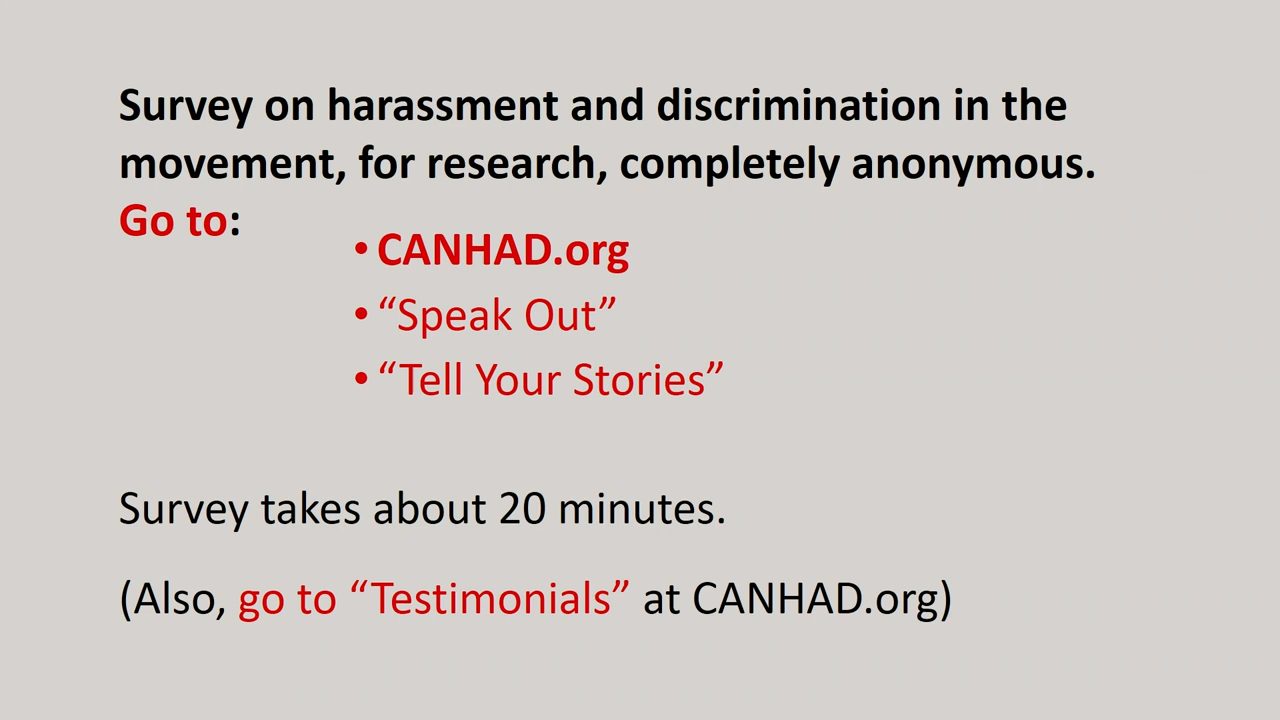 Survey on harassment and discrimination in the
movement, for research, completely anonymous.
Go to:
• CANHAD.org
• “Speak Out”
• “Tell Your Stories”
Survey takes about 20 minutes.
(Also, go to “Testimonials” at CANHAD.org)